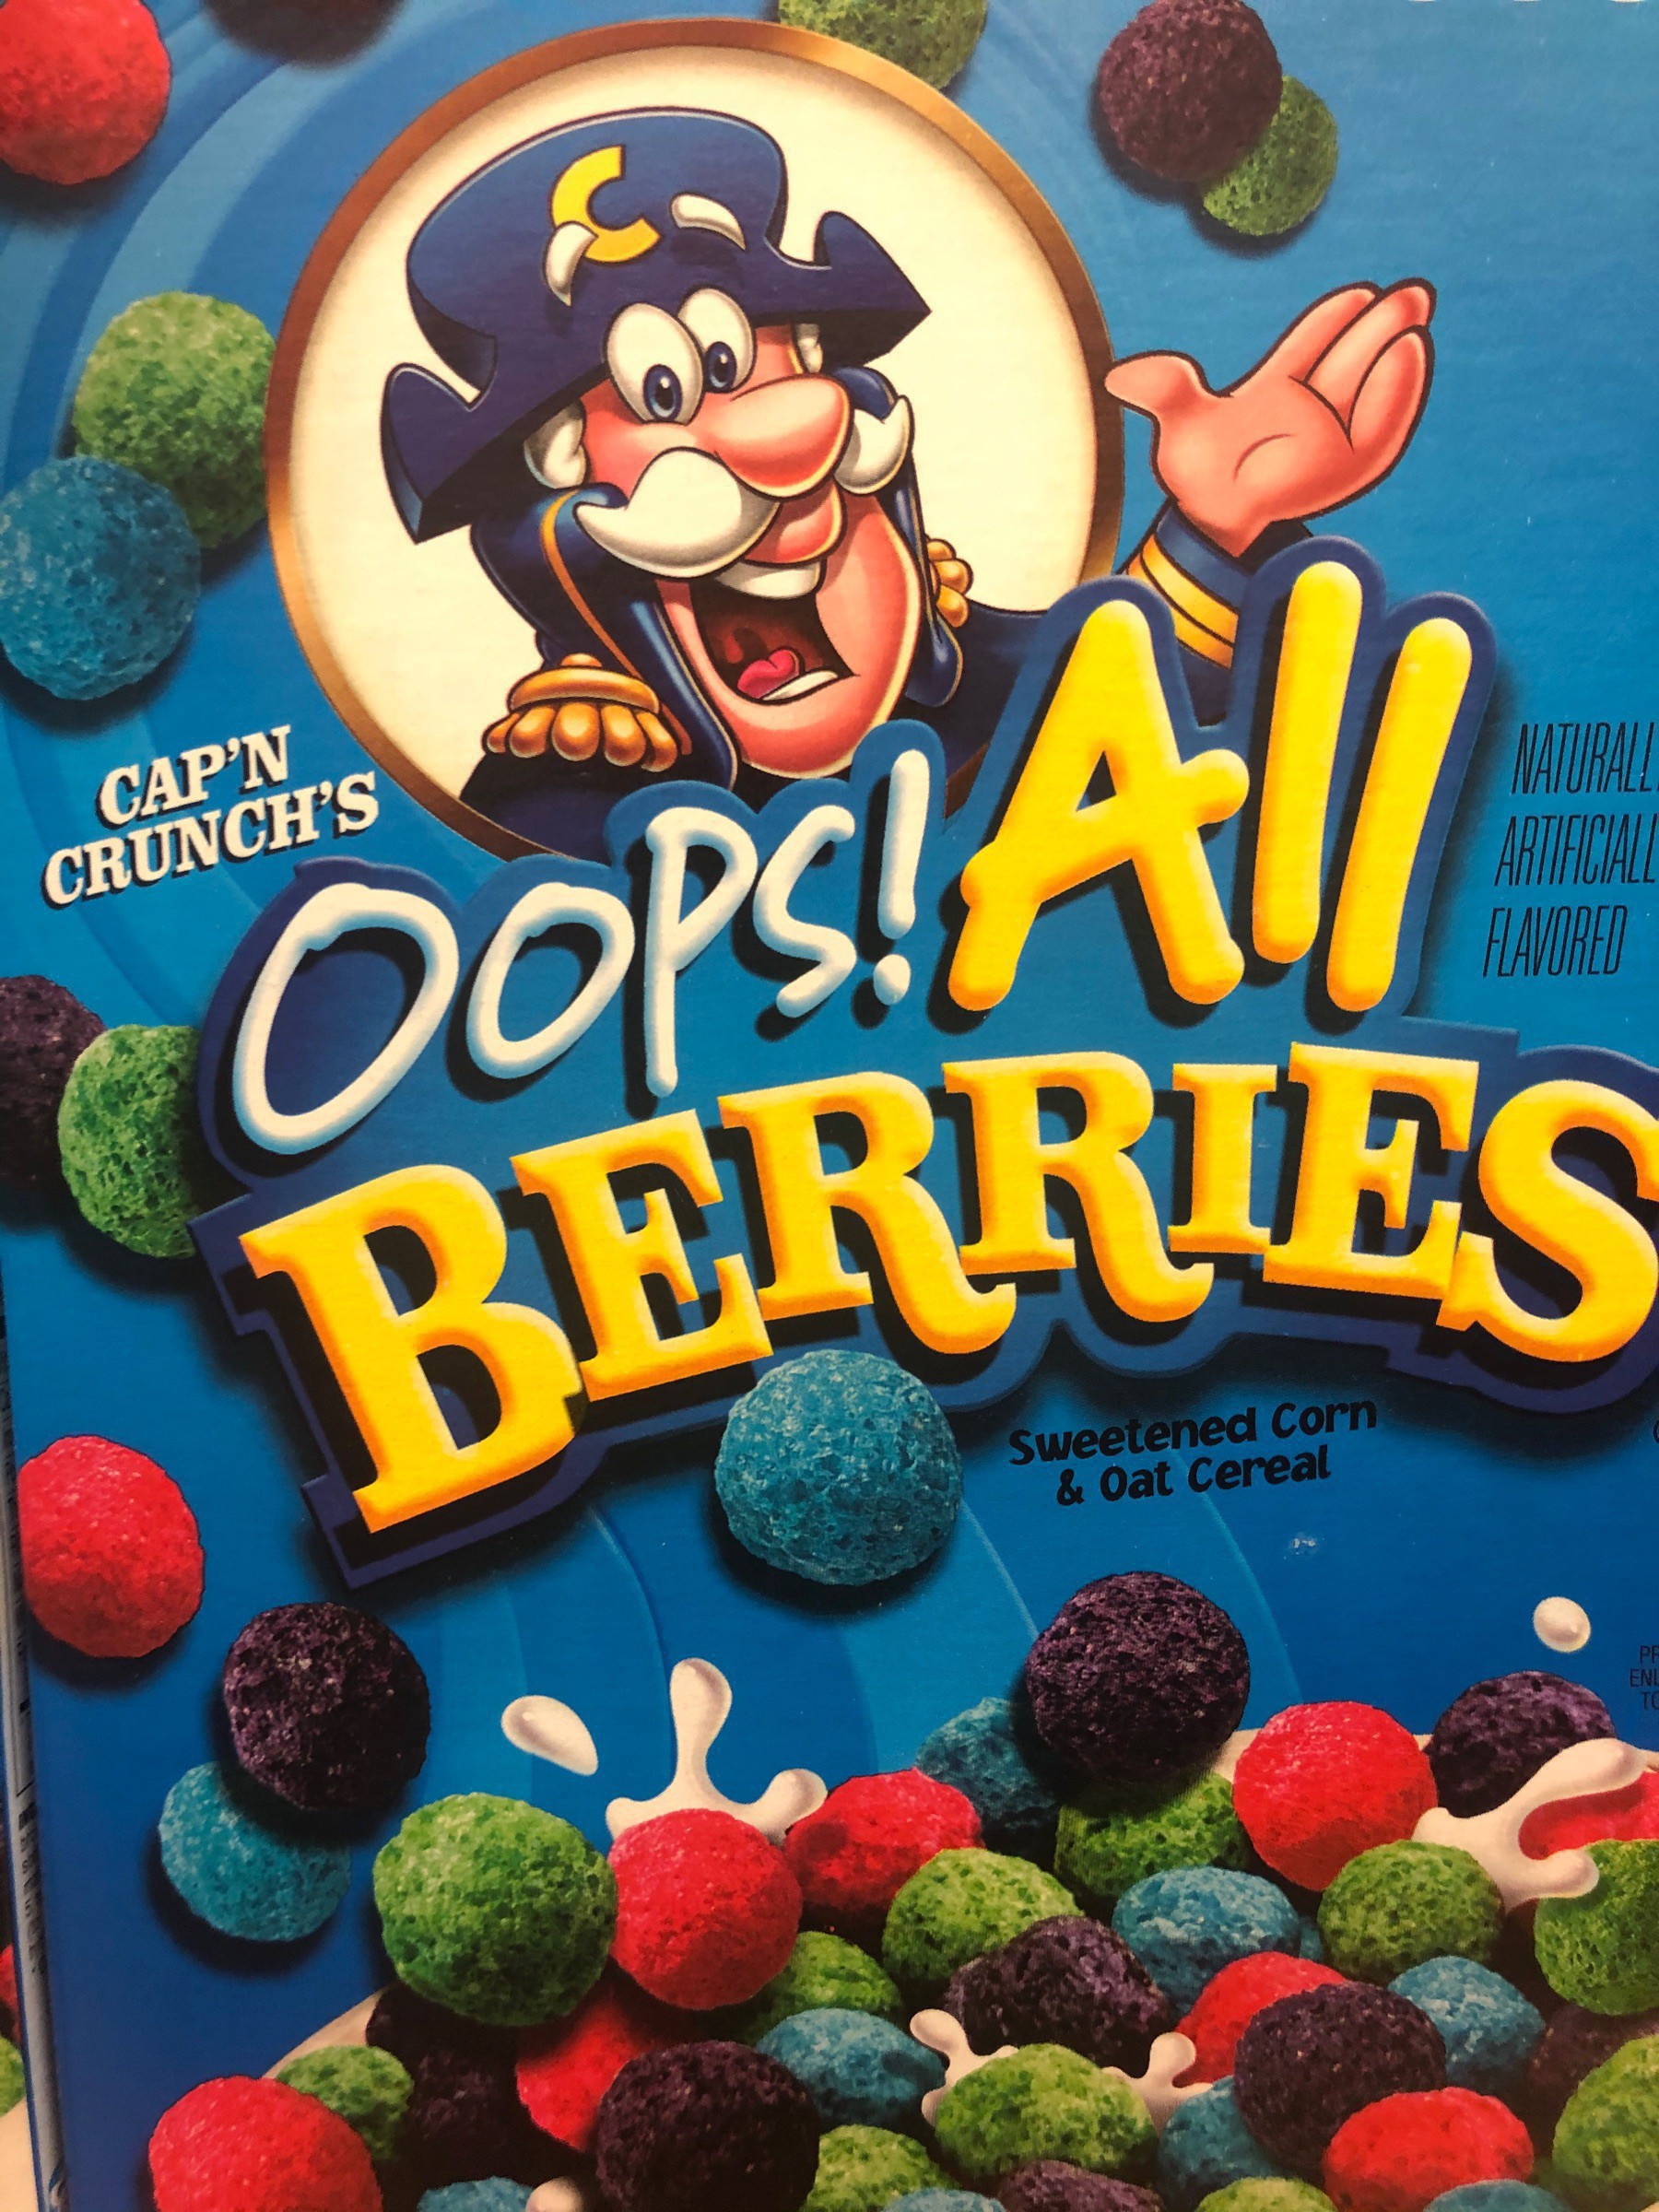 C
CAP'N
CRUNCH'S
OOPS! All
BERRIES
ARTIFICIALL
FLAVORED
Sweetened Corn
& Oat Cereal